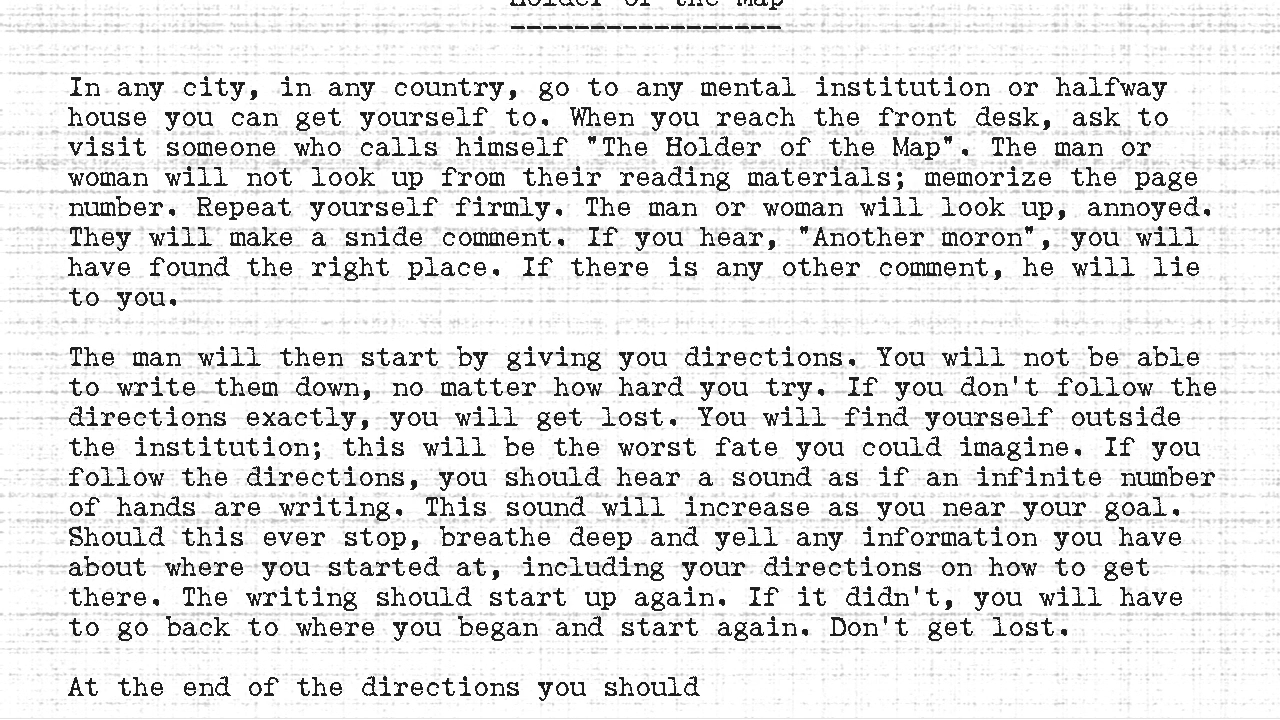 Holder of the Map
-----------------
In any city, in any country, go to any mental institution or halfway
house you can get yourself to. When you reach the front desk, ask to
visit someone who calls himself "The Holder of the Map". The man or
woman will not look up from their reading materials; memorize the page
number. Repeat yourself firmly. The man or woman will look up, annoyed.
They will make a snide comment. If you hear, "Another moron", you will
have found the right place. If there is any other comment, he will lie
to you.
The man will then start by giving you directions. You will not be able
to write them down, no matter how hard you try. If you don't follow the
directions exactly, you will get lost. You will find yourself outside
the institution; this will be the worst fate you could imagine. If you
follow the directions, you should hear a sound as if an infinite number
of hands are writing. This sound will increase as you near your goal.
Should this ever stop, breathe deep and yell any information you have
about where you started at, including your directions on how to get
there. The writing should start up again. If it didn't, you will have
to go back to where you began and start again. Don't get lost.
At the end of the directions you should